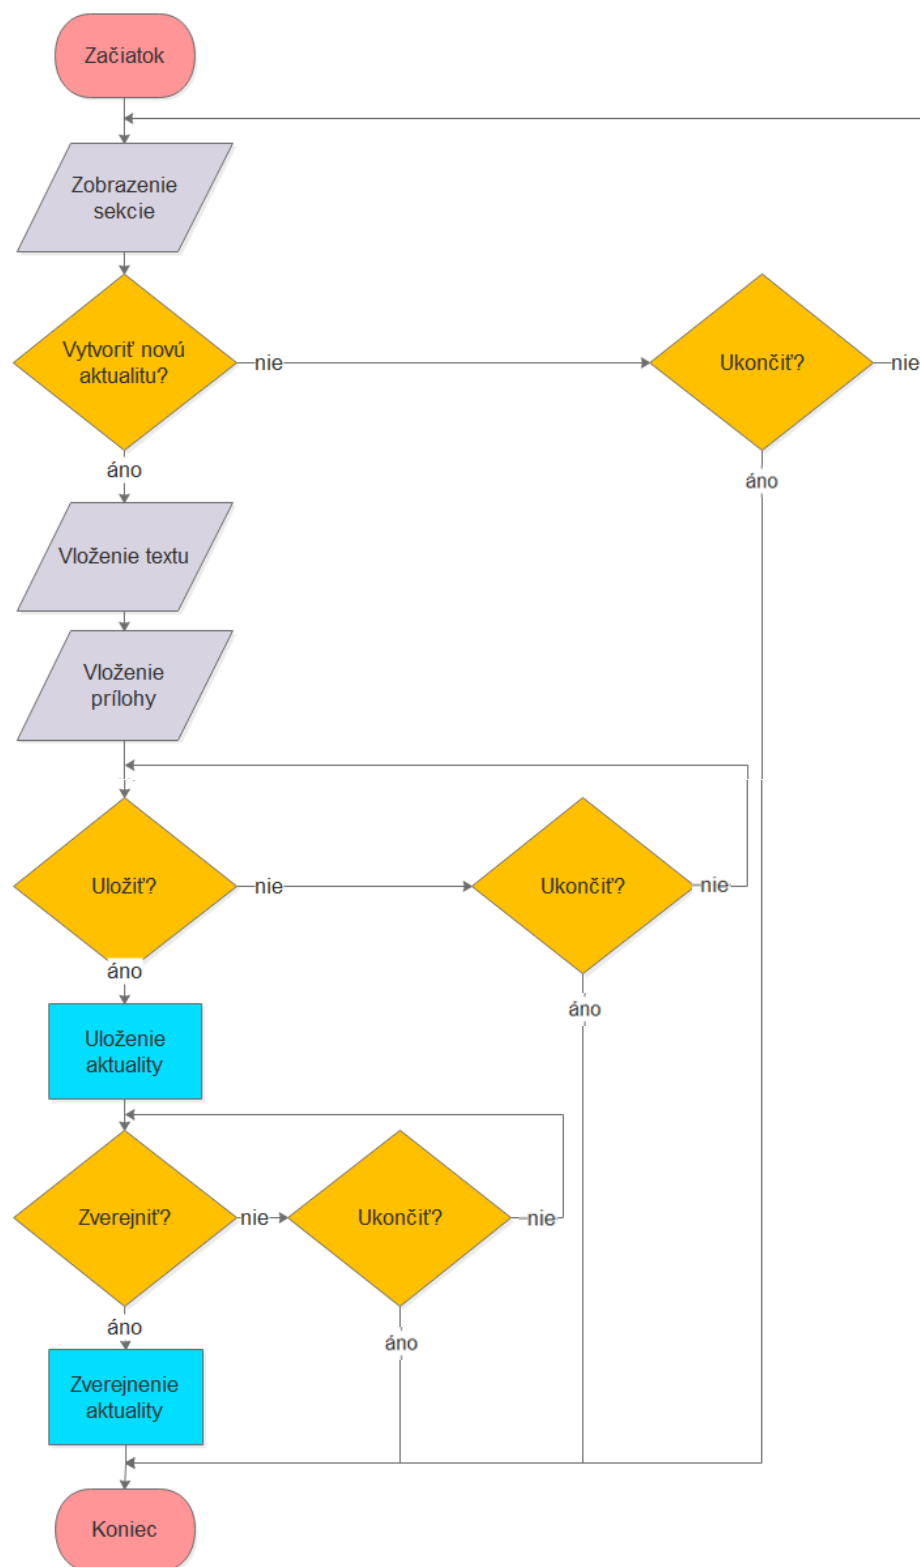 Začiatok
Zobrazenie
sekcie
Vytvoriť novú
aktualitu?
nie
Ukončiť?
nie
áno
áno
Vloženie textu
Vloženie
prílohy
Uložiť?
nie
Ukončiť?
nie
áno
áno
Uloženie
aktuality
Zverejniť?
nie
Ukončiť?
nie
áno
áno
Zverejnenie
aktuality
Koniec